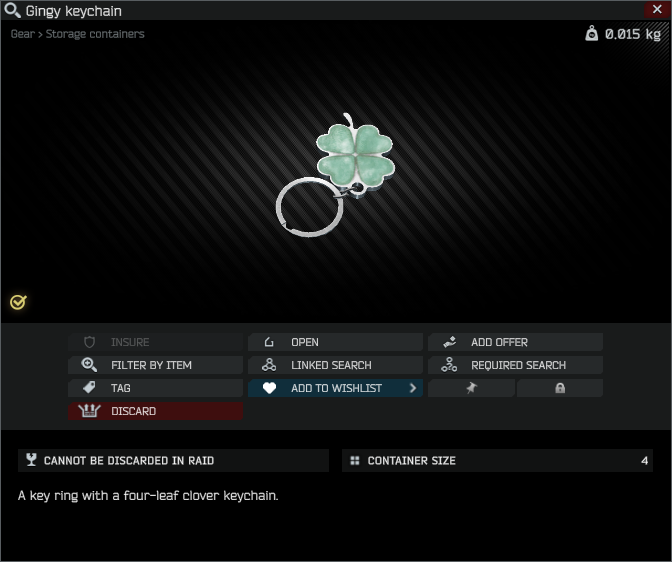 Gingy keychain
Gear > Storage containers
0.015 kg
INSURE
OPEN
ADD OFFER
FILTER BY ITEM
LINKED SEARCH
REQUIRED SEARCH
TAG
ADD TO WISHLIST
DISCARD
CANNOT BE DISCARDED IN RAID
CONTAINER SIZE 4
A key ring with a four-leaf clover keychain.